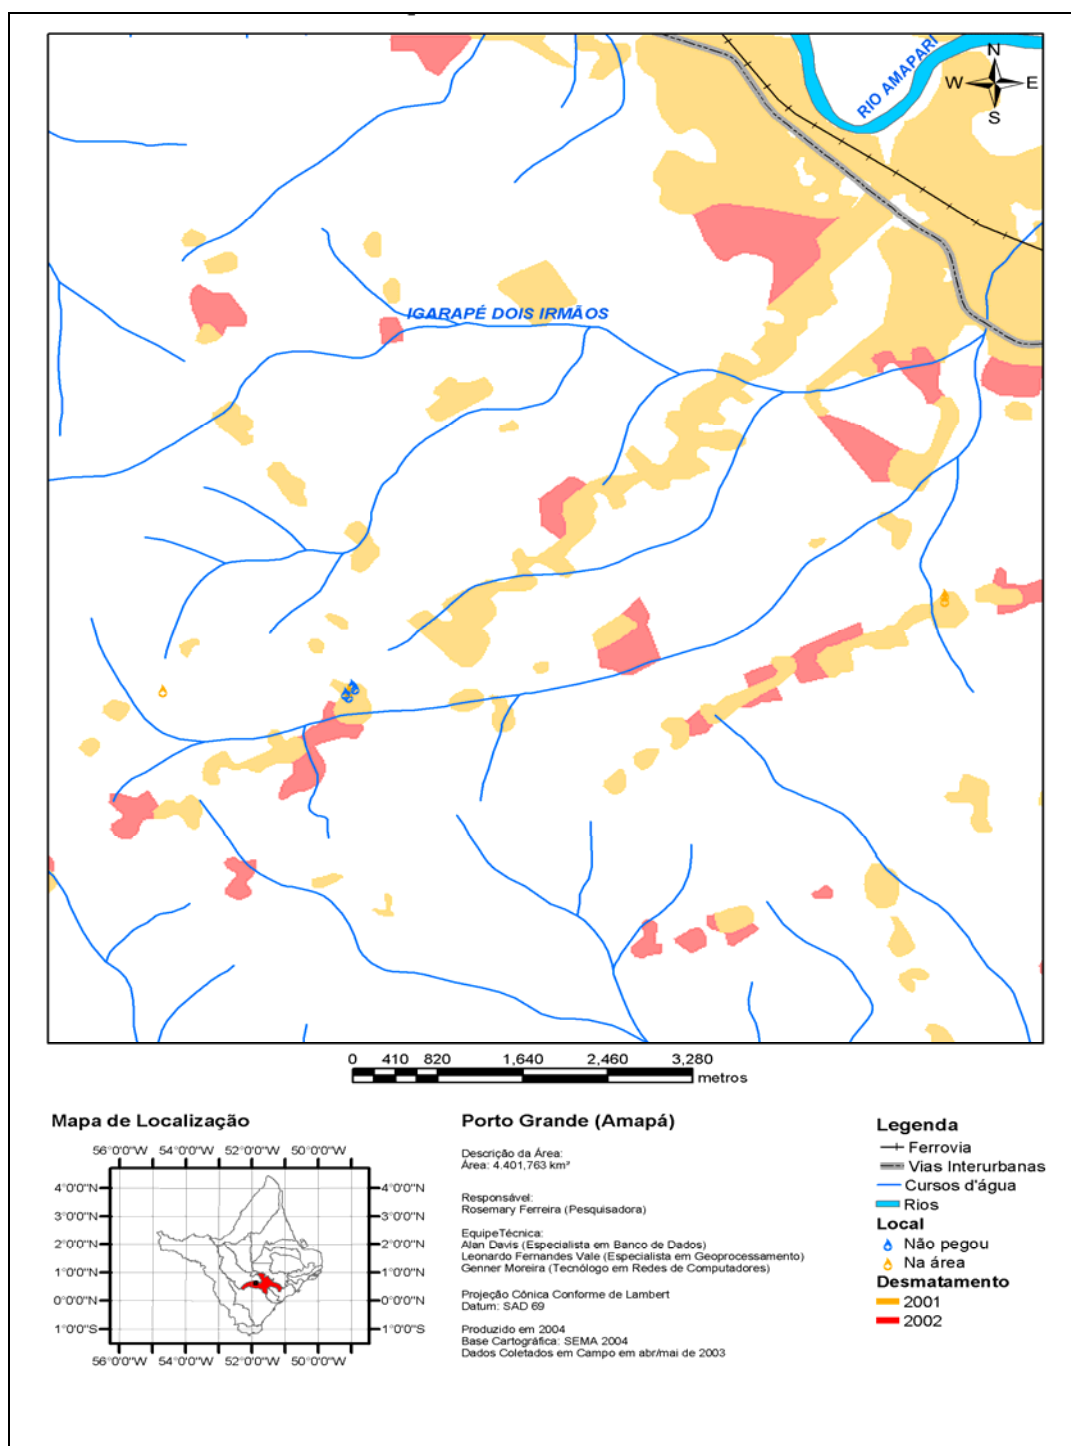 RIO AMAPARI
N
W E
S
IGARAPÉ DOIS IRMÃOS
0 410 820 1,640 2,460 3,280
metros
Mapa de Localização
56°0'0"W 54°0'0"W 52°0'0"W 50°0'0"W
4°0'0"N 4°0'0"N
3°0'0"N 3°0'0"N
2°0'0"N 2°0'0"N
1°0'0"N 1°0'0"N
0°0'0"N 0°0'0"N
1°0'0"S 1°0'0"S
56°0'0"W 54°0'0"W 52°0'0"W 50°0'0"W
Porto Grande (Amapá)
Descrição da Área:
Área: 4.401,763 km²
Responsável:
Rosemary Ferreira (Pesquisadora)
EquipeTécnica:
Alan Davis (Especialista em Banco de Dados)
Leonardo Fernandes Vale (Especialista em Geoprocessamento)
Genner Moreira (Tecnólogo em Redes de Computadores)
Projeção Cônica Conforme de Lambert
Datum: SAD 69
Produzido em 2004
Base Cartográfica: SEMA 2004
Dados Coletados em Campo em abr/mai de 2003
Legenda
Ferrovia
Vias Interurbanas
Cursos d'água
Rios
Local
Não pegou
Na área
Desmatamento
2001
2002